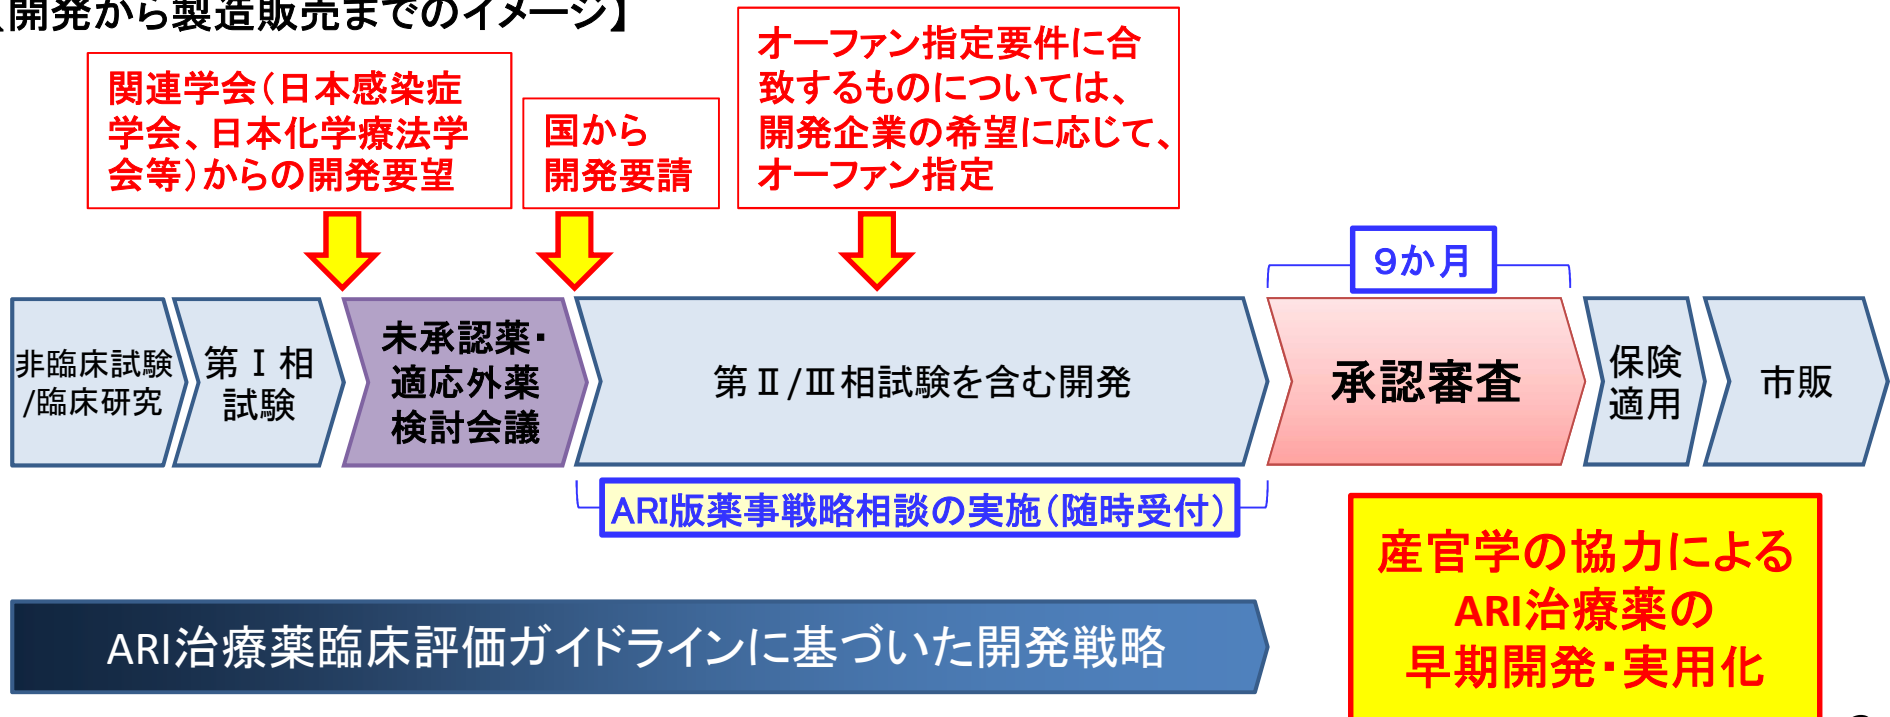 【開発から製造販売までのイメージ】
関連学会（日本感染症
学会、日本化学療法学
会等）からの開発要望
国から
開発要請
オーファン指定要件に合
致するものについては、
開発企業の希望に応じて、
オーファン指定
９か月
非臨床試験
/臨床研究
第Ⅰ相
試験
未承認薬・
適応外薬
検討会議
第Ⅱ/Ⅲ相試験を含む開発
承認審査
保険
適用
市販
ARI版薬事戦略相談の実施（随時受付）
ARI治療薬臨床評価ガイドラインに基づいた開発戦略
産官学の協力による
ARI治療薬の
早期開発・実用化